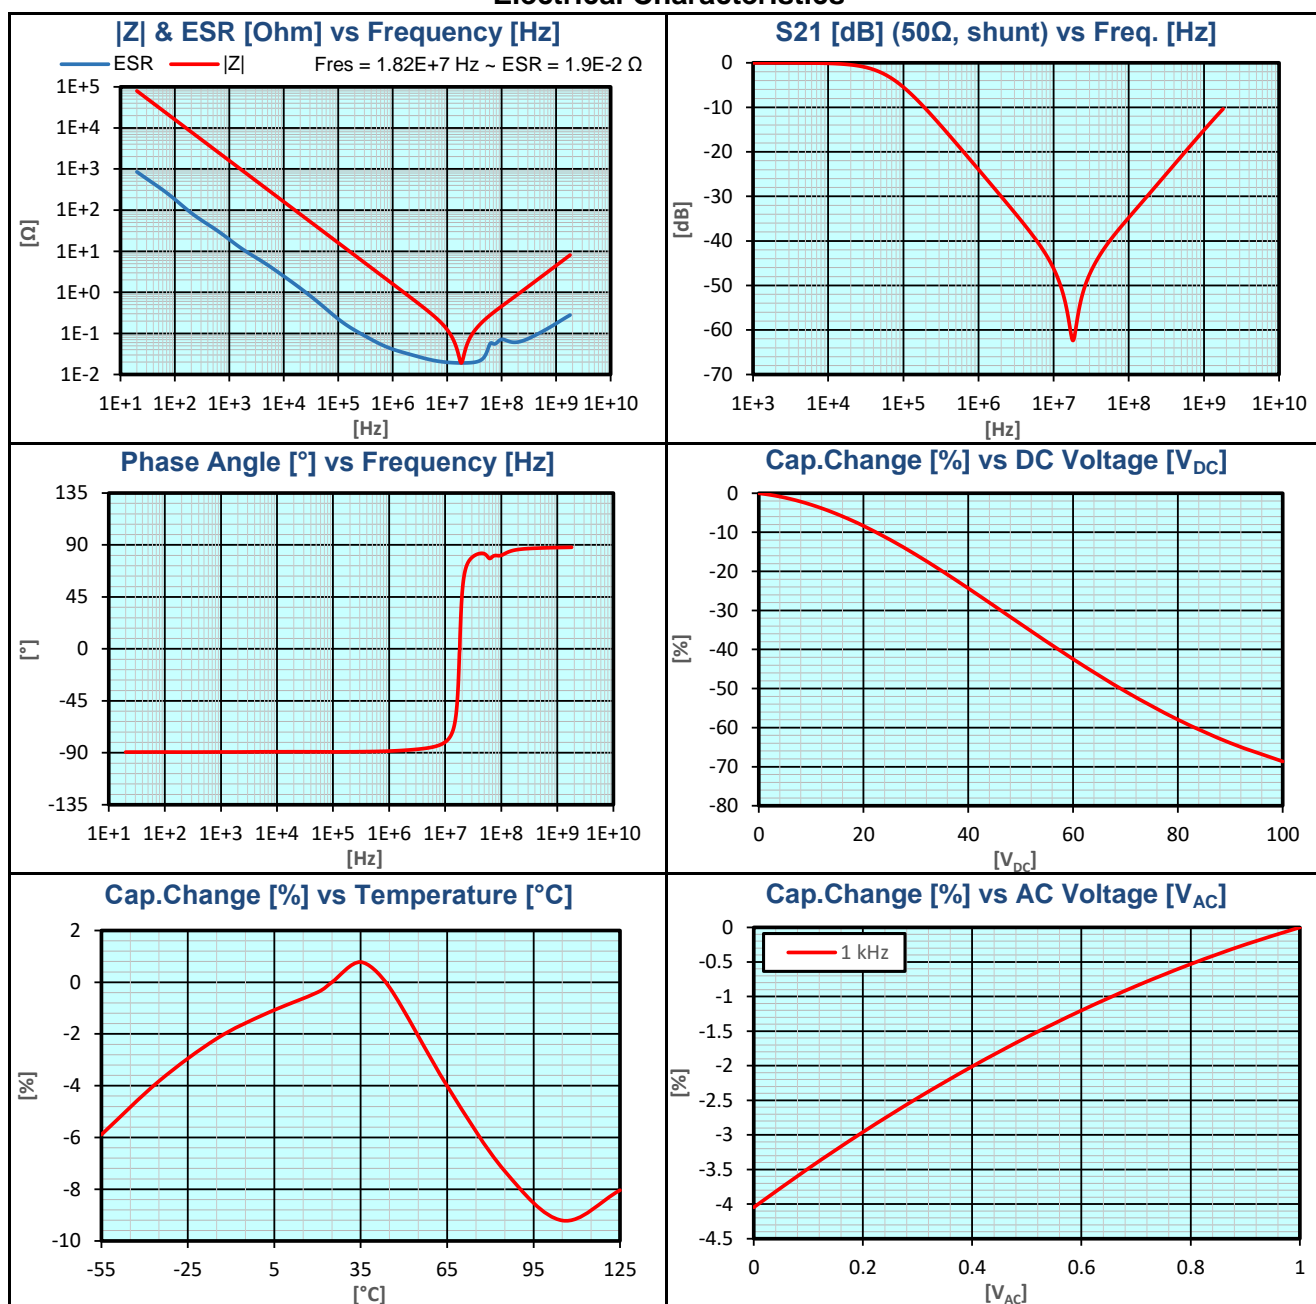 Electrical Characteristics
|Z| & ESR [Ohm] vs Frequency [Hz]
ESR |Z| Fres = 1.82E+7 Hz ~ ESR = 1.9E-2 Ω
1E+5
1E+4
1E+3
1E+2
1E+1
1E+0
1E-1
1E-2
[Ω]
1E+1 1E+2 1E+3 1E+4 1E+5 1E+6 1E+7 1E+8 1E+9 1E+10
[Hz]
S21 [dB] (50Ω, shunt) vs Freq. [Hz]
0
-10
-20
-30
-40
-50
-60
-70
[dB]
1E+3 1E+4 1E+5 1E+6 1E+7 1E+8 1E+9 1E+10
[Hz]
Phase Angle [°] vs Frequency [Hz]
135
90
45
0
-45
-90
-135
[°]
1E+1 1E+2 1E+3 1E+4 1E+5 1E+6 1E+7 1E+8 1E+9 1E+10
[Hz]
Cap.Change [%] vs DC Voltage [VDC]
0
-10
-20
-30
-40
-50
-60
-70
-80
[%]
0 20 40 60 80 100
[VDC]
Cap.Change [%] vs Temperature [°C]
2
0
-2
-4
-6
-8
-10
[%]
-55 -25 5 35 65 95 125
[°C]
Cap.Change [%] vs AC Voltage [VAC]
1 kHz
0
-0.5
-1
-1.5
-2
-2.5
-3
-3.5
-4
-4.5
[%]
0 0.2 0.4 0.6 0.8 1
[VAC]